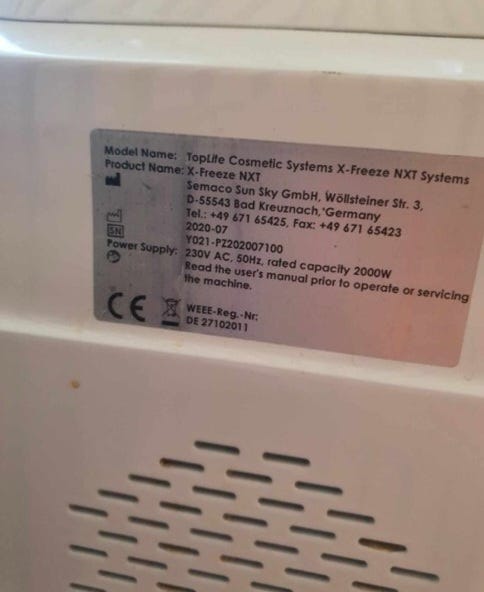 Model Name: TopLite Cosmetic Systems X-Freeze NXT Systems
Product Name: X-Freeze NXT
Semaco Sun Sky GmbH, Wöllsteiner Str. 3,
D-55543 Bad Kreuznach, Germany
Tel.: +49 671 65425, Fax: +49 671 65423
2020-07
SN Y021-PZ202007100
Power Supply: 230V AC, 50Hz, rated capacity 2000W
Read the user's manual prior to operate or servicing
the machine.
CE WEEE-Reg.-Nr:
DE 27102011